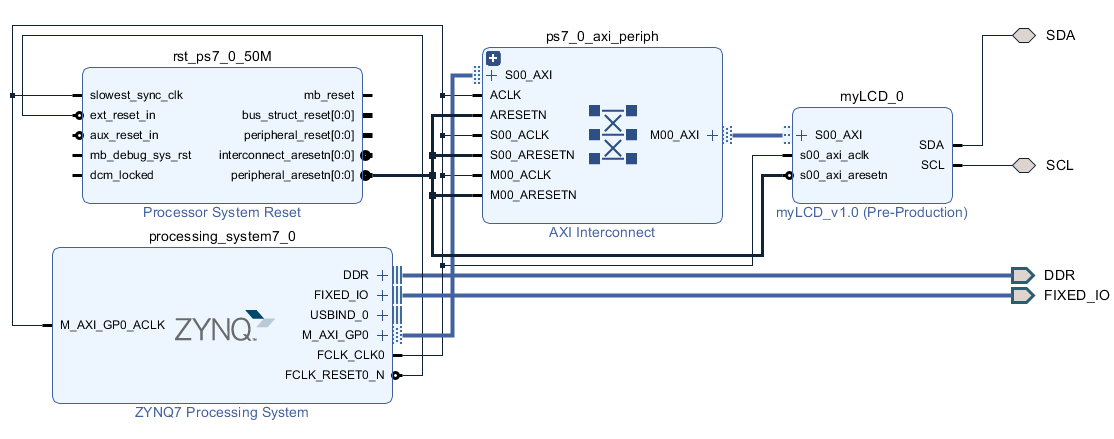 rst_ps7_0_50M
slowest_sync_clk
ext_reset_in
aux_reset_in
mb_debug_sys_rst
dcm_locked
mb_reset
bus_struct_reset[0:0]
peripheral_reset[0:0]
interconnect_aresetn[0:0]
peripheral_aresetn[0:0]
Processor System Reset
ps7_0_axi_periph
S00_AXI
ACLK
ARESETN
S00_ACLK
S00_ARESETN
M00_ACLK
M00_ARESETN
M00_AXI
AXI Interconnect
myLCD_0
S00_AXI
s00_axi_aclk
s00_axi_aresetn
SDA
SCL
myLCD_v1.0 (Pre-Production)
SDA
SCL
processing_system7_0
M_AXI_GP0_ACLK
ZYNQ
DDR
FIXED_IO
USBIND_0
M_AXI_GP0
FCLK_CLK0
FCLK_RESET0_N
ZYNQ7 Processing System
DDR
FIXED_IO